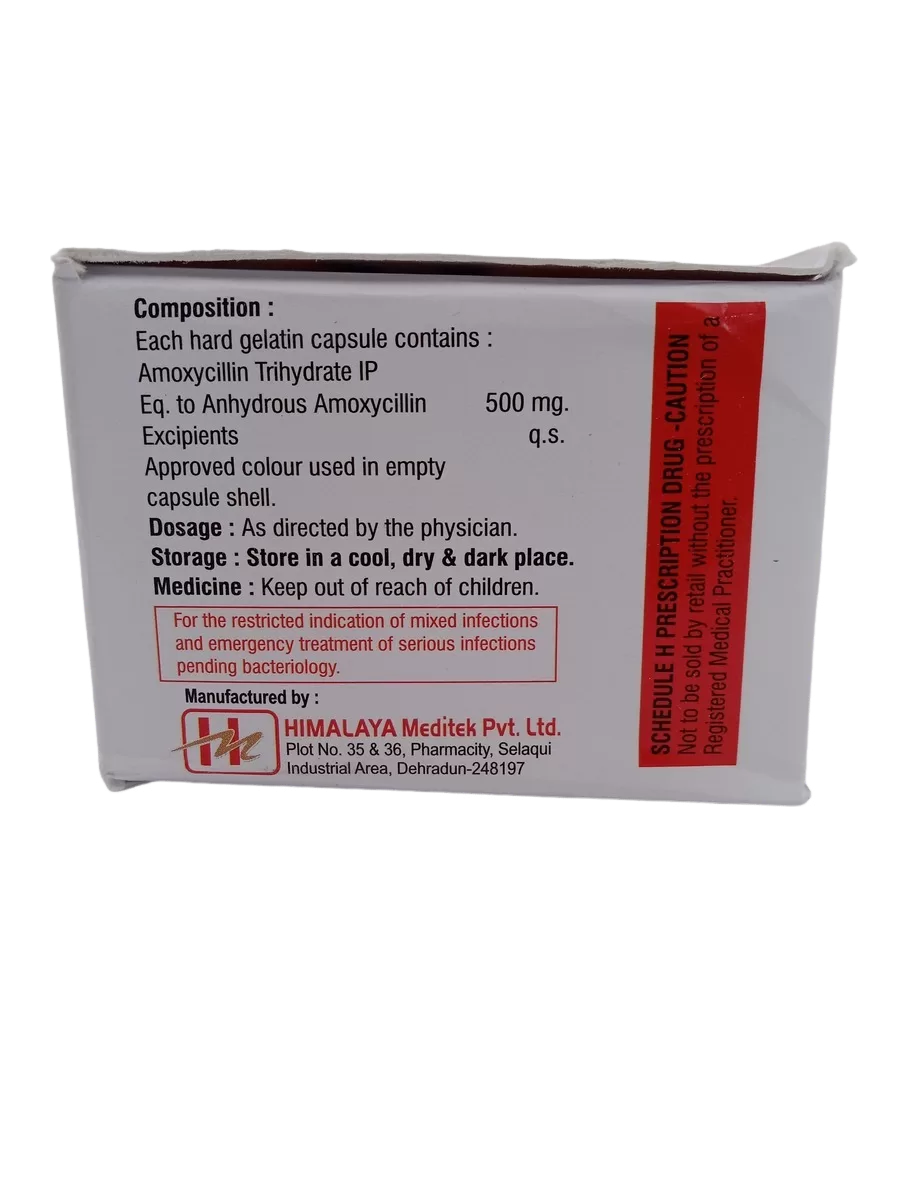 Composition :
Each hard gelatin capsule contains :
Amoxycillin Trihydrate IP
Eq. to Anhydrous Amoxycillin 500 mg.
Excipients q.s.
Approved colour used in empty
capsule shell.
Dosage : As directed by the physician.
Storage : Store in a cool, dry & dark place.
Medicine : Keep out of reach of children.
For the restricted indication of mixed infections
and emergency treatment of serious infections
pending bacteriology.
Manufactured by :
HIMALAYA Meditek Pvt. Ltd.
Plot No. 35 & 36, Pharmacity, Selaqui
Industrial Area, Dehradun-248197
SCHEDULE H PRESCRIPTION DRUG -CAUTION
Not to be sold by retail without the prescription of a
Registered Medical Practitioner.